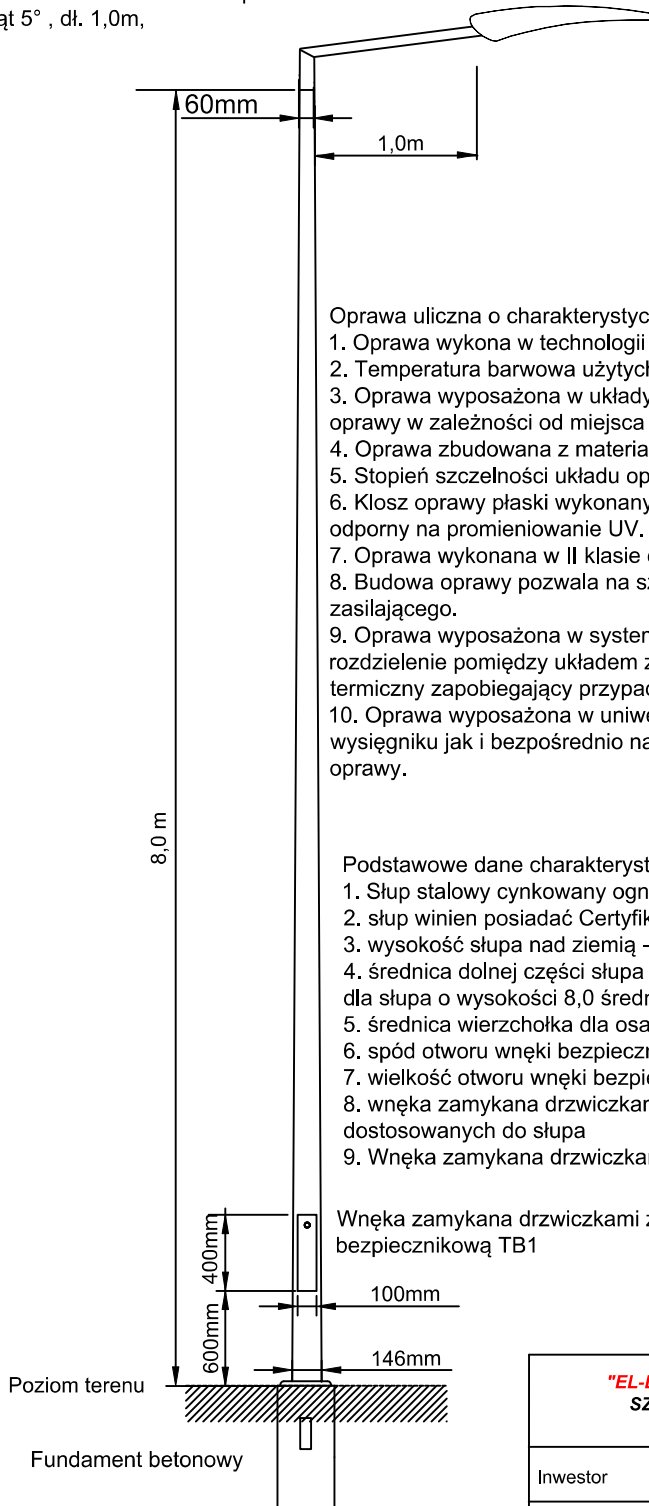 ąt 5° , dł. 1,0m,
60mm
1,0m
Oprawa uliczna o charakterystyc
1. Oprawa wykona w technologii
2. Temperatura barwowa użytych
3. Oprawa wyposażona w układy
oprawy w zależności od miejsca
4. Oprawa zbudowana z materia
5. Stopień szczelności układu op
6. Klosz oprawy płaski wykonany
odporny na promieniowanie UV.
7. Oprawa wykonana w II klasie
8. Budowa oprawy pozwala na sz
zasilającego.
9. Oprawa wyposażona w system
rozdzielenie pomiędzy układem z
termiczny zapobiegający przypad
10. Oprawa wyposażona w uniwe
wysięgniku jak i bezpośrednio na
oprawy.
8,0 m
Podstawowe dane charakteryst
1. Słup stalowy cynkowany ogn
2. słup winien posiadać Certyfik
3. wysokość słupa nad ziemią -
4. średnica dolnej części słupa
dla słupa o wysokości 8,0 średn
5. średnica wierzchołka dla osa
6. spód otworu wnęki bezpieczn
7. wielkość otworu wnęki bezpie
8. wnęka zamykana drzwiczkam
dostosowanych do słupa
9. Wnęka zamykana drzwiczkam
Wnęka zamykana drzwiczkami z
bezpiecznikową TB1
400mm
100mm
600mm
146mm
Poziom terenu
"EL-
SZ
Fundament betonowy
Inwestor